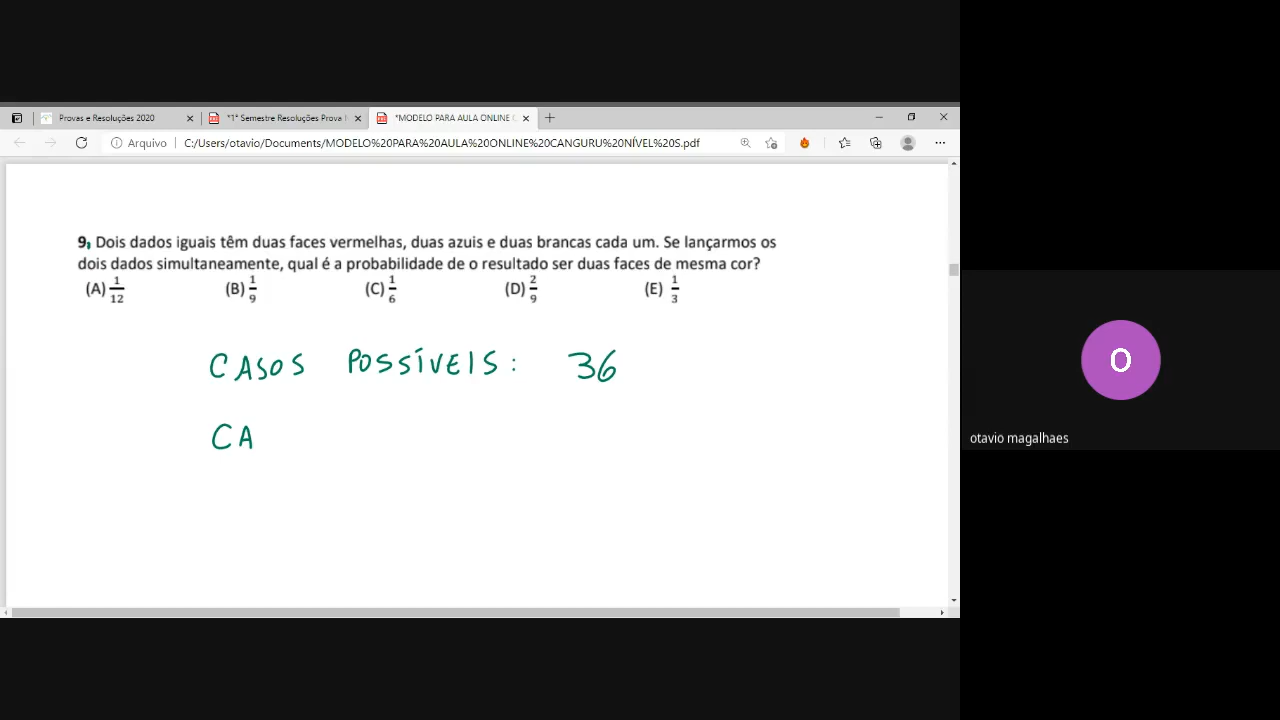 Provas e Resoluções 2020
*1° Semestre Resoluções Prova
*MODELO PARA AULA ONLINE C
Arquivo
C:/Users/otavio/Documents/MODELO%20PARA%20AULA%20ONLINE%20CANGURU%20NÍVEL%20S.pdf
9, Dois dados iguais têm duas faces vermelhas, duas azuis e duas brancas cada um. Se lançarmos os
dois dados simultaneamente, qual é a probabilidade de o resultado ser duas faces de mesma cor?
(A) 1/12 (B) 1/9 (C) 1/6 (D) 2/9 (E) 1/3
CASOS POSSÍVEIS: 36
CA
O
otavio magalhaes